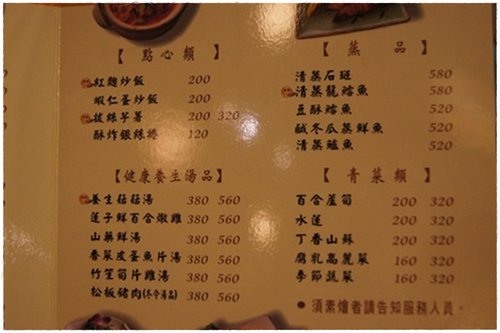 【 點心類 】
紅麴炒飯 200
蝦仁蛋炒飯 200
拔絲芋薯 200 320
酥炸銀絲捲 120
【健康養生湯品】
養生菇菇湯 380 560
蓮子鮮百合燉雞 380 560
山藥鮮湯 380 560
香菜皮蛋魚片湯 380 560
竹笙筍片雞湯 380 560
松板豬肉(冬令湯品) 380 560
【 蒸 品 】
清蒸石斑 580
清蒸龍膽魚 580
豆酥鱈魚 520
鹹冬瓜蒸鮮魚 520
清蒸鱸魚 520
【 青菜類 】
百合蘆筍 200 320
水蓮 200 320
丁香山蘇 200 320
腐乳高麗菜 160 320
季節蔬菜 160 320
● 須素燴者請告知服務人員。